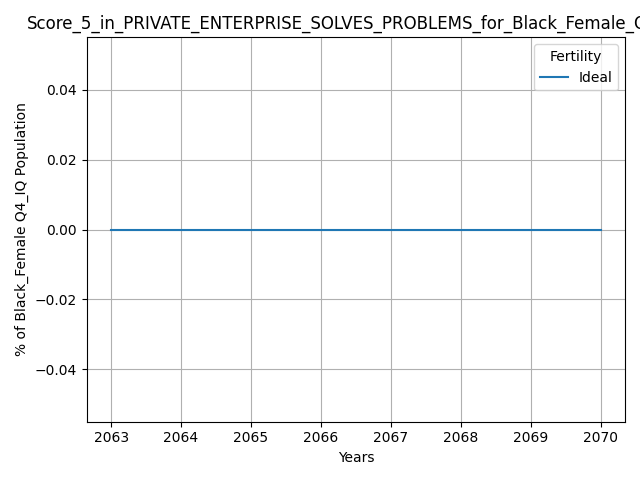 Score_5_in_PRIVATE_ENTERPRISE_SOLVES_PROBLEMS_for_Black_Female_
Fertility
Ideal
% of Black_Female Q4_IQ Population
0.04
0.02
0.00
−0.02
−0.04
2063 2064 2065 2066 2067 2068 2069 2070
Years